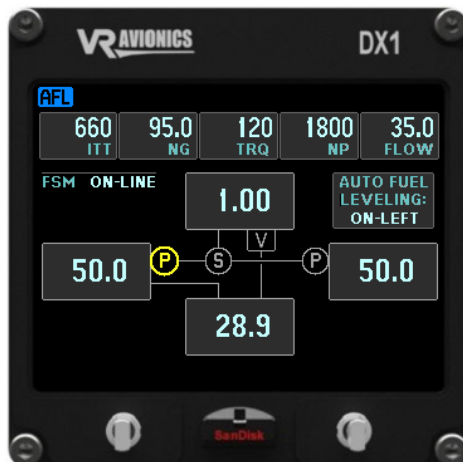 VR AVIONICS
DX1
AFL
660 95.0 120 1800 35.0
ITT NG TRQ NP FLOW
FSM ON-LINE
AUTO FUEL
LEVELING:
ON-LEFT
1.00
V
50.0 P S P 50.0
28.9
SanDisk